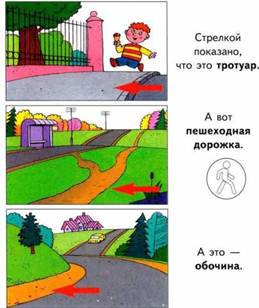 Стрелкой
показано,
что это тротуар.
А вот
пешеходная
дорожка.
А это —
обочина.